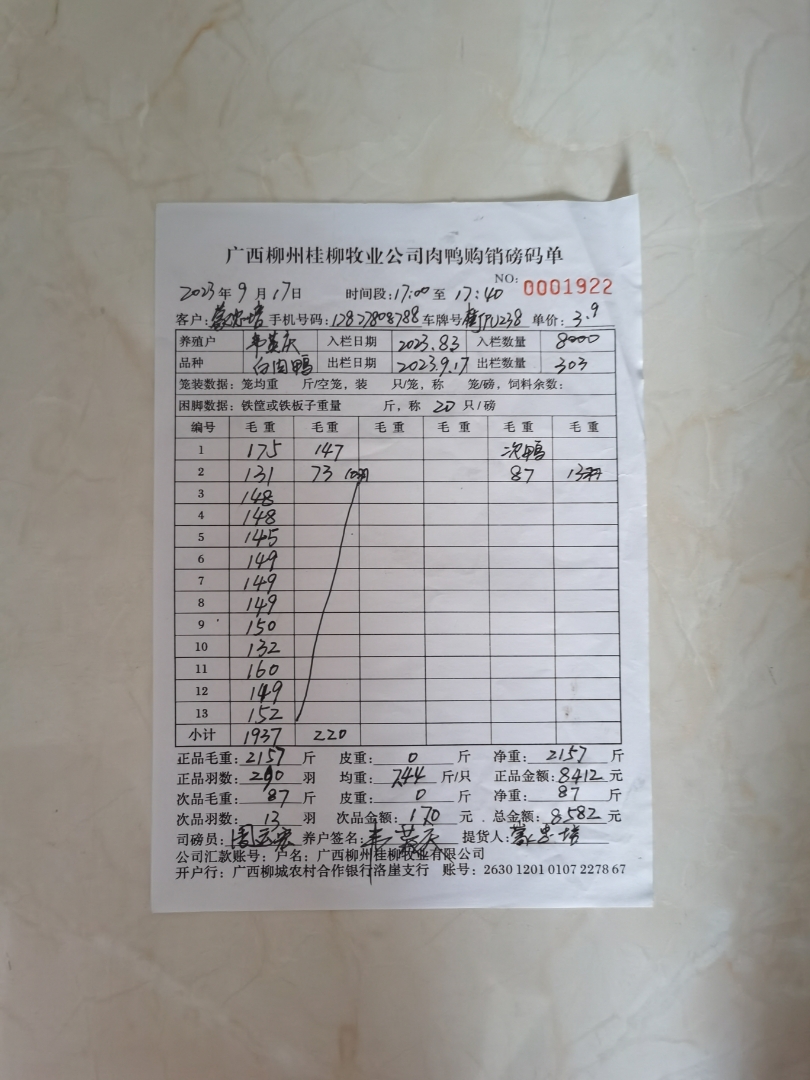 广西柳州桂柳牧业公司肉鸭购销磅码单
NO: 0001922
2023年9月17日 时间段:17:00至17:40
客户: 手机号码: 车牌号 单价:3.9
养殖户 入栏日期 2023.8.3 入栏数量 8000
品种 白肉鸭 出栏日期 2023.9.17 出栏数量 303
笼装数据: 笼均重 斤/空笼, 装 只/笼, 称 笼/磅, 饲料余数:
困脚数据: 铁筐或铁板子重量 斤, 称 20 只/磅
编号 毛重 毛重 毛重 毛重 毛重 毛重
1 175 147 次鸭
2 131 73 10羽 87 13羽
3 148
4 148
5 145
6 149
7 149
8 149
9 150
10 132
11 160
12 149
13 152
小计 1937 220
正品毛重: 2157 斤 皮重: 0 斤 净重: 2157 斤
正品羽数: 290 羽 均重: 7.44 斤/只 正品金额: 8412 元
次品毛重: 87 斤 皮重: 0 斤 净重: 87 斤
次品羽数: 13 羽 次品金额: 170 元 总金额: 8582 元
司磅员: 养户签名: 提货人:
公司汇款账号: 户名: 广西柳州桂柳牧业有限公司
开户行: 广西柳城农村合作银行洛崖支行 账号: 2630 1201 0107 2278 67